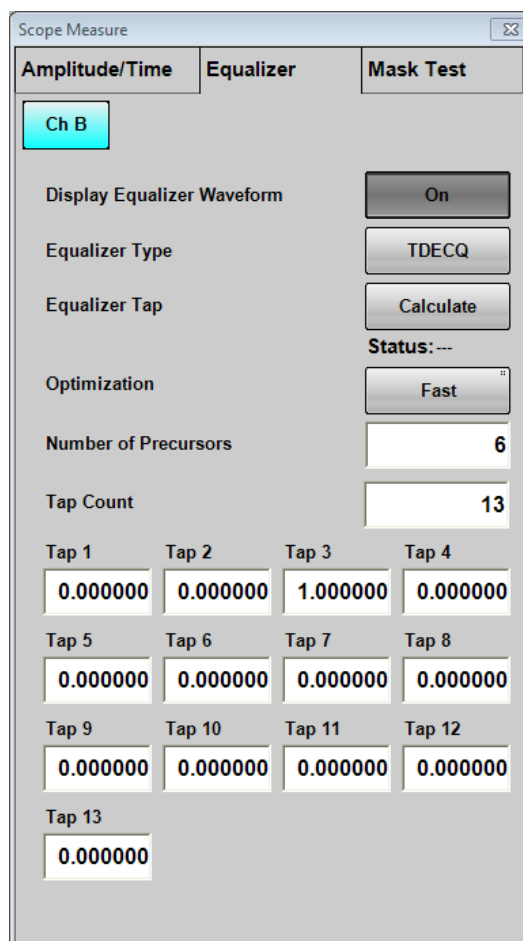 Scope Measure
Amplitude/Time Equalizer Mask Test
Ch B
Display Equalizer Waveform On
Equalizer Type TDECQ
Equalizer Tap Calculate
Status:---
Optimization Fast
Number of Precursors 6
Tap Count 13
Tap 1 Tap 2 Tap 3 Tap 4
0.000000 0.000000 1.000000 0.000000
Tap 5 Tap 6 Tap 7 Tap 8
0.000000 0.000000 0.000000 0.000000
Tap 9 Tap 10 Tap 11 Tap 12
0.000000 0.000000 0.000000 0.000000
Tap 13
0.000000